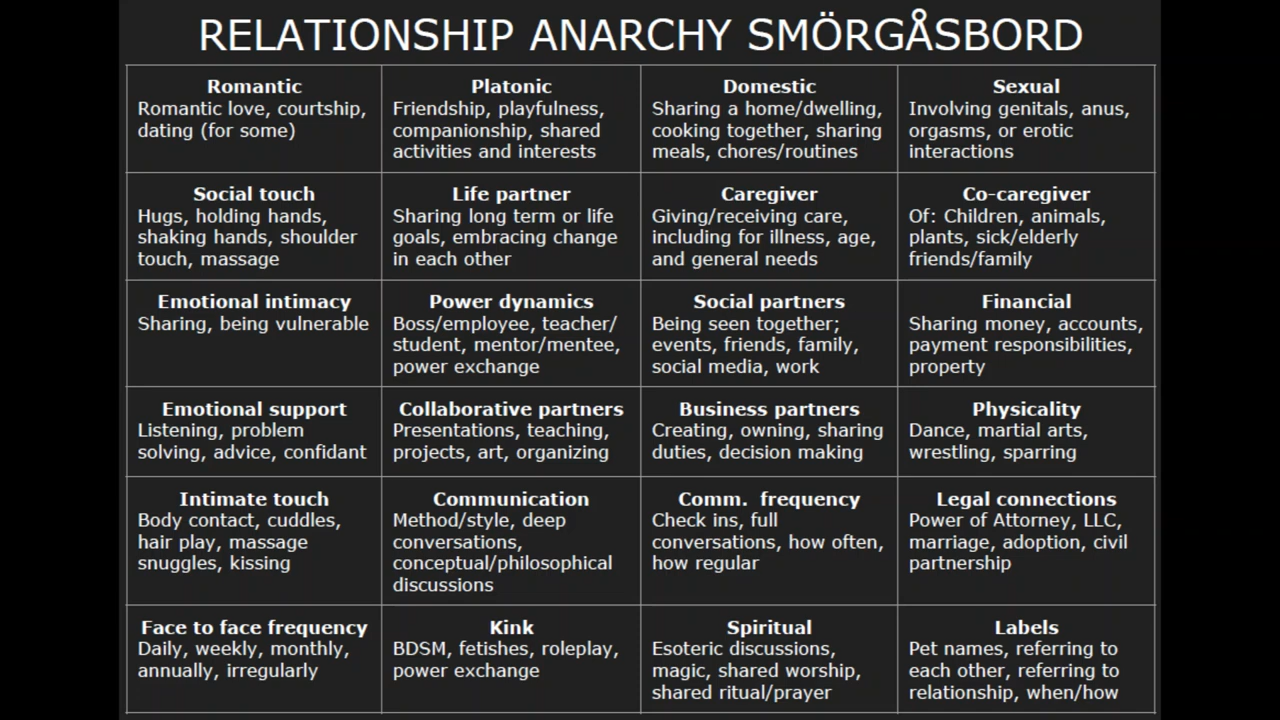 RELATIONSHIP ANARCHY SMÖRGÅSBORD
Romantic
Romantic love, courtship,
dating (for some)
Platonic
Friendship, playfulness,
companionship, shared
activities and interests
Domestic
Sharing a home/dwelling,
cooking together, sharing
meals, chores/routines
Sexual
Involving genitals, anus,
orgasms, or erotic
interactions
Social touch
Hugs, holding hands,
shaking hands, shoulder
touch, massage
Life partner
Sharing long term or life
goals, embracing change
in each other
Caregiver
Giving/receiving care,
including for illness, age,
and general needs
Co-caregiver
Of: Children, animals,
plants, sick/elderly
friends/family
Emotional intimacy
Sharing, being vulnerable
Power dynamics
Boss/employee, teacher/
student, mentor/mentee,
power exchange
Social partners
Being seen together;
events, friends, family,
social media, work
Financial
Sharing money, accounts,
payment responsibilities,
property
Emotional support
Listening, problem
solving, advice, confidant
Collaborative partners
Presentations, teaching,
projects, art, organizing
Business partners
Creating, owning, sharing
duties, decision making
Physicality
Dance, martial arts,
wrestling, sparring
Intimate touch
Body contact, cuddles,
hair play, massage
snuggles, kissing
Communication
Method/style, deep
conversations,
conceptual/philosophical
discussions
Comm. frequency
Check ins, full
conversations, how often,
how regular
Legal connections
Power of Attorney, LLC,
marriage, adoption, civil
partnership
Face to face frequency
Daily, weekly, monthly,
annually, irregularly
Kink
BDSM, fetishes, roleplay,
power exchange
Spiritual
Esoteric discussions,
magic, shared worship,
shared ritual/prayer
Labels
Pet names, referring to
each other, referring to
relationship, when/how